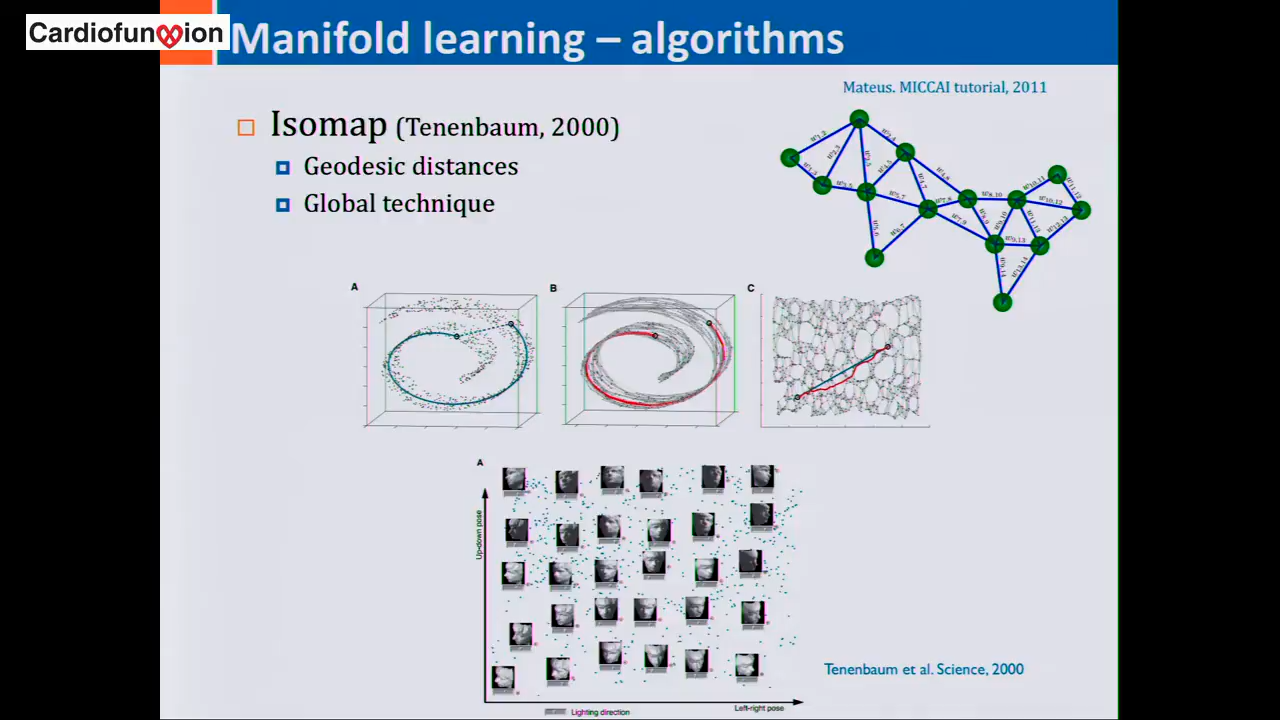 Cardiofunxion
Manifold learning – algorithms
Mateus. MICCAI tutorial, 2011
Isomap (Tenenbaum, 2000)
Geodesic distances
Global technique
A
B
C
A
Up-down pose
Tenenbaum et al. Science, 2000
Left-right pose
Lighting direction